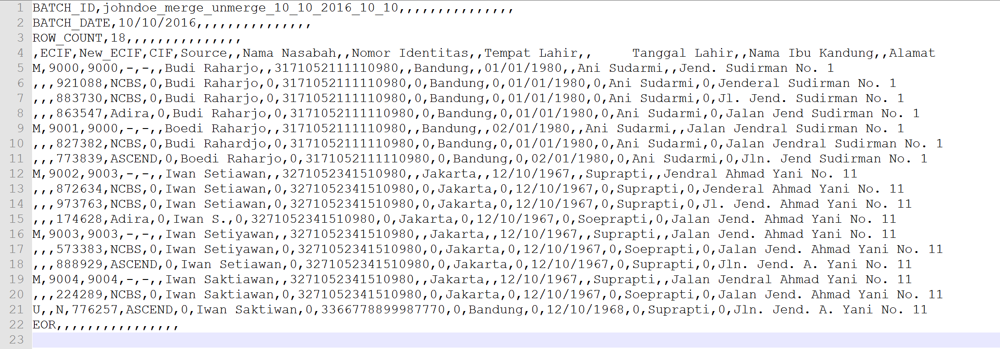 1 BATCH_ID,johndoe_merge_unmerge_10_10_2016_10_10,,,,,,,,,,,,,,,
2 BATCH_DATE,10/10/2016,,,,,,,,,,,,,,,
3 ROW_COUNT,18,,,,,,,,,,,,,,,
4 ,ECIF,New_ECIF,CIF,Source,,Nama Nasabah,,Nomor Identitas,,Tempat Lahir,,     Tanggal Lahir,,Nama Ibu Kandung,,Alamat
5 M,9000,9000,-,-,,Budi Raharjo,,3171052111110980,,Bandung,,01/01/1980,,Ani Sudarmi,,Jend. Sudirman No. 1
6 ,,,921088,NCBS,0,Budi Raharjo,0,3171052111110980,0,Bandung,0,01/01/1980,0,Ani Sudarmi,0,Jenderal Sudirman No. 1
7 ,,,883730,NCBS,0,Budi Raharjo,0,3171052111110980,0,Bandung,0,01/01/1980,0,Ani Sudarmi,0,Jl. Jend. Sudirman No. 1
8 ,,,863547,Adira,0,Budi Raharjo,0,3171052111110980,0,Bandung,0,01/01/1980,0,Ani Sudarmi,0,Jalan Jend Sudirman No. 1
9 M,9001,9000,-,-,,Boedi Raharjo,,3171052111110980,,Bandung,,02/01/1980,,Ani Sudarmi,,Jalan Jendral Sudirman No. 1
10 ,,,827382,NCBS,0,Budi Rahardjo,0,3171052111110980,0,Bandung,0,01/01/1980,0,Ani Sudarmi,0,Jalan Jendral Sudirman No. 1
11 ,,,773839,ASCEND,0,Boedi Raharjo,0,3171052111110980,0,Bandung,0,02/01/1980,0,Ani Sudarmi,0,Jln. Jend Sudirman No. 1
12 M,9002,9003,-,-,,Iwan Setiawan,,3271052341510980,,Jakarta,,12/10/1967,,Suprapti,,Jendral Ahmad Yani No. 11
13 ,,,872634,NCBS,0,Iwan Setiawan,0,3271052341510980,0,Jakarta,0,12/10/1967,0,Suprapti,0,Jenderal Ahmad Yani No. 11
14 ,,,973763,NCBS,0,Iwan Setiawan,0,3271052341510980,0,Jakarta,0,12/10/1967,0,Suprapti,0,Jl. Jend. Ahmad Yani No. 11
15 ,,,174628,Adira,0,Iwan S.,0,3271052341510980,0,Jakarta,0,12/10/1967,0,Soeprapti,0,Jalan Jend. Ahmad Yani No. 11
16 M,9003,9003,-,-,,Iwan Setiyawan,,3271052341510980,,Jakarta,,12/10/1967,,Suprapti,,Jalan Jend. Ahmad Yani No. 11
17 ,,,573383,NCBS,0,Iwan Setiyawan,0,3271052341510980,0,Jakarta,0,12/10/1967,0,Soeprapti,0,Jalan Jend. Ahmad Yani No. 11
18 ,,,888929,ASCEND,0,Iwan Setiawan,0,3271052341510980,0,Jakarta,0,12/10/1967,0,Suprapti,0,Jln. Jend. A. Yani No. 11
19 M,9004,9004,-,-,,Iwan Saktiawan,,3271052341510980,,Jakarta,,12/10/1967,,Suprapti,,Jalan Jendral Ahmad Yani No. 11
20 ,,,224289,NCBS,0,Iwan Saktiawan,0,3271052341510980,0,Jakarta,0,12/10/1967,0,Soeprapti,0,Jalan Jend. Ahmad Yani No. 11
21 U,,N,776257,ASCEND,0,Iwan Saktiwan,0,3366778899987770,0,Bandung,0,12/10/1968,0,Suprapti,0,Jln. Jend. A. Yani No. 11
22 EOR,,,,,,,,,,,,,,,,
23